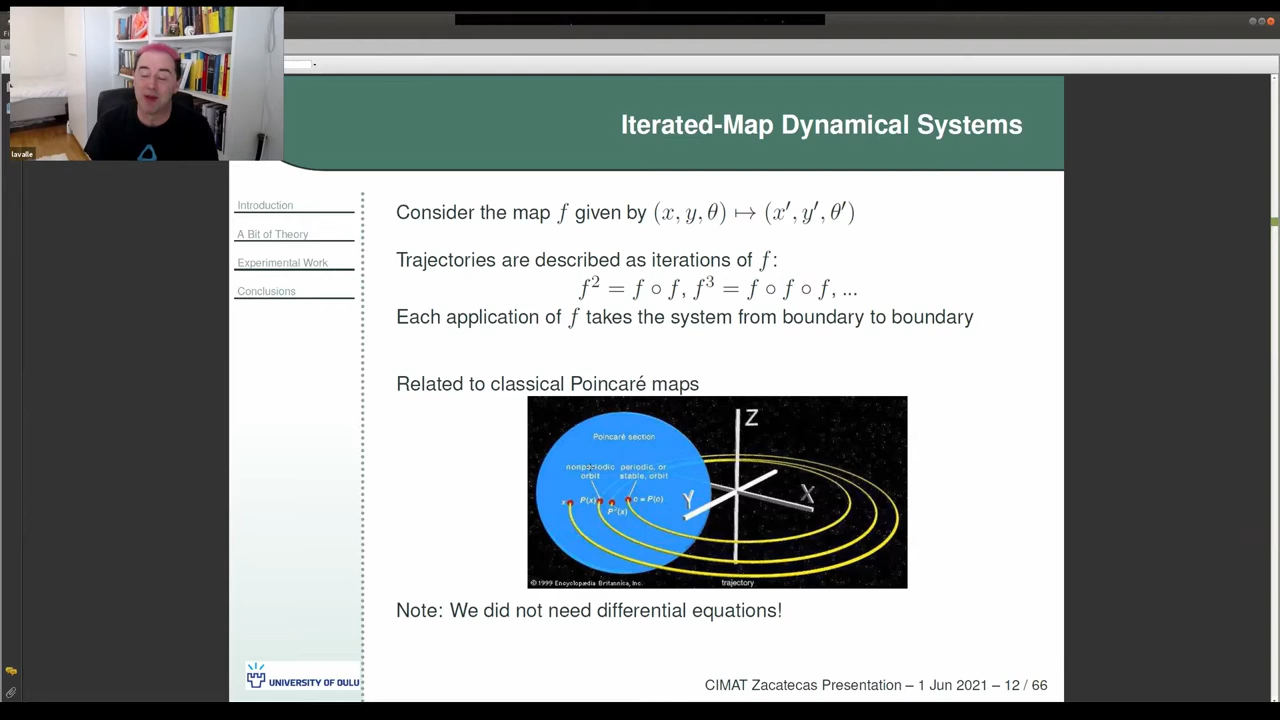 lavalle
Iterated-Map Dynamical Systems
Introduction
A Bit of Theory
Experimental Work
Conclusions
Consider the map f given by (x, y, θ) ↦ (x′, y′, θ′)
Trajectories are described as iterations of f:
f² = f ∘ f, f³ = f ∘ f ∘ f, ...
Each application of f takes the system from boundary to boundary
Related to classical Poincaré maps
Poincaré section
nonperiodic orbit
periodic, or stable, orbit
x
P(x)
P²(x)
c = P(c)
Z
Y
X
© 1999 Encyclopædia Britannica, Inc.
trajectory
Note: We did not need differential equations!
UNIVERSITY OF OULU
CIMAT Zacatecas Presentation – 1 Jun 2021 – 12 / 66